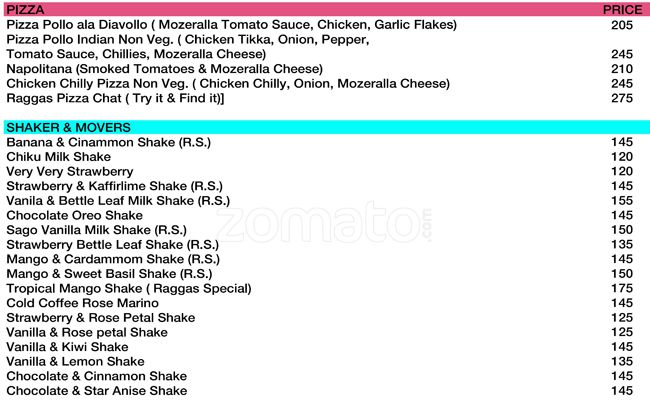 PIZZA PRICE
Pizza Pollo ala Diavollo ( Mozeralla Tomato Sauce, Chicken, Garlic Flakes) 205
Pizza Pollo Indian Non Veg. ( Chicken Tikka, Onion, Pepper,
Tomato Sauce, Chillies, Mozeralla Cheese) 245
Napolitana (Smoked Tomatoes & Mozeralla Cheese) 210
Chicken Chilly Pizza Non Veg. ( Chicken Chilly, Onion, Mozeralla Cheese) 245
Raggas Pizza Chat ( Try it & Find it)] 275
SHAKER & MOVERS
Banana & Cinammon Shake (R.S.) 145
Chiku Milk Shake 120
Very Very Strawberry 120
Strawberry & Kaffirlime Shake (R.S.) 145
Vanila & Bettle Leaf Milk Shake (R.S.) 155
Chocolate Oreo Shake 145
Sago Vanilla Milk Shake (R.S.) 150
Strawberry Bettle Leaf Shake (R.S.) 135
Mango & Cardammom Shake (R.S.) 145
Mango & Sweet Basil Shake (R.S.) 150
Tropical Mango Shake ( Raggas Special) 175
Cold Coffee Rose Marino 145
Strawberry & Rose Petal Shake 125
Vanilla & Rose petal Shake 125
Vanilla & Kiwi Shake 145
Vanilla & Lemon Shake 135
Chocolate & Cinnamon Shake 145
Chocolate & Star Anise Shake 145
zomato.com